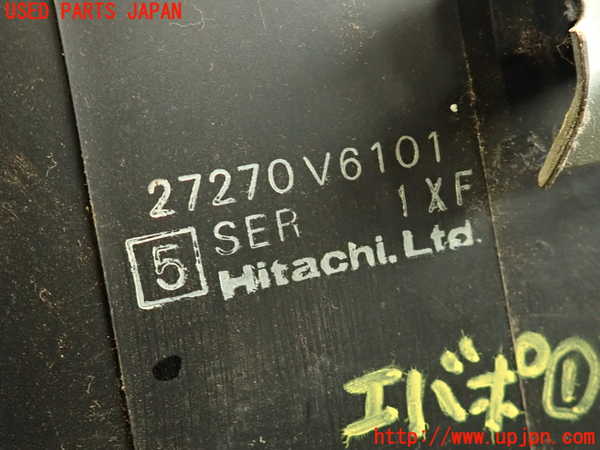 USED PARTS JAPAN
27270V6101
5 SER 1XF
Hitachi.Ltd.
エバポ①
http://www.upjpn.com